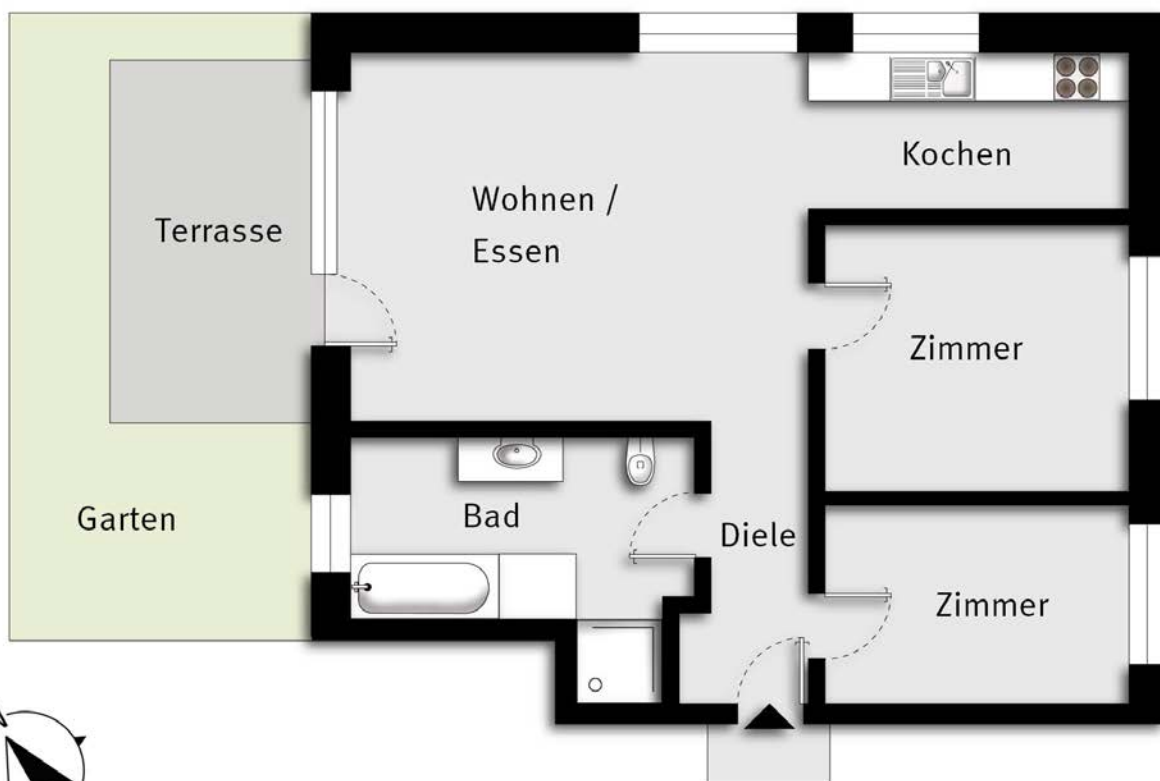 Kochen
Wohnen /
Essen
Terrasse
Zimmer
Garten
Bad
Diele
Zimmer